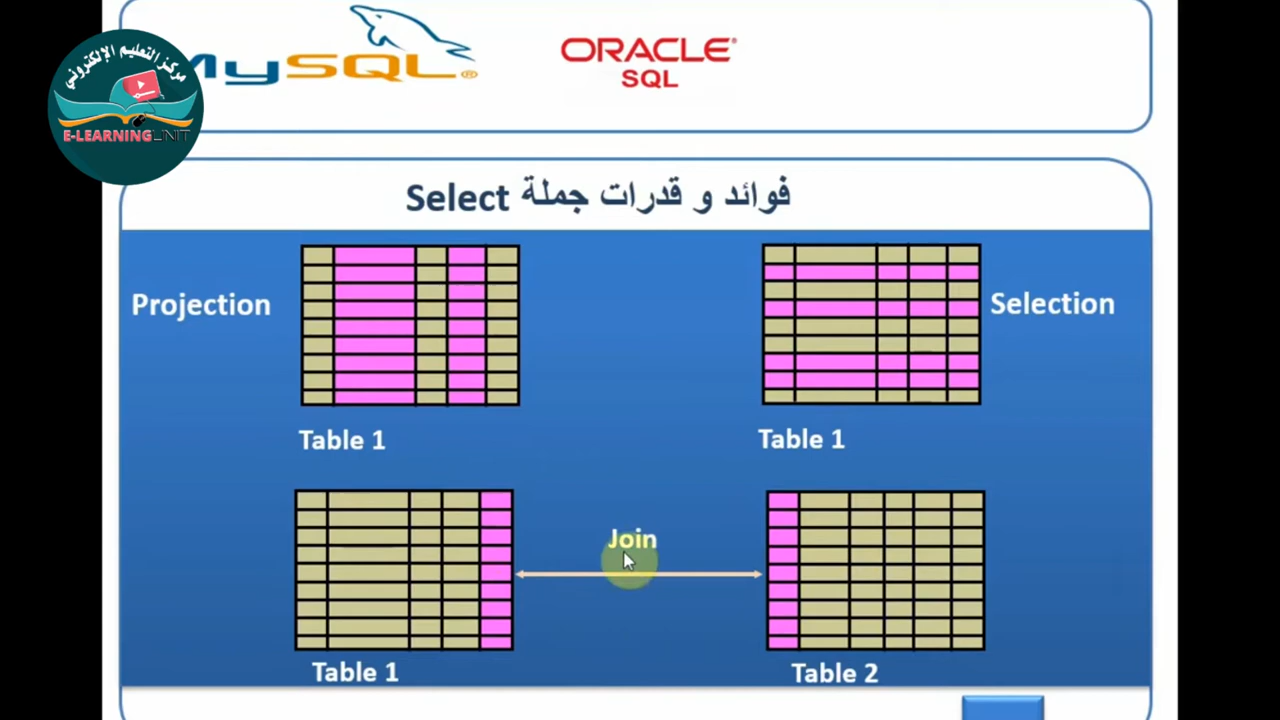 MySQL®
ORACLE®
SQL
مركز التعليم الإلكتروني
E-LEARNING UNIT
فوائد و قدرات جملة Select
Projection
Selection
Table 1
Table 1
Join
Table 1
Table 2